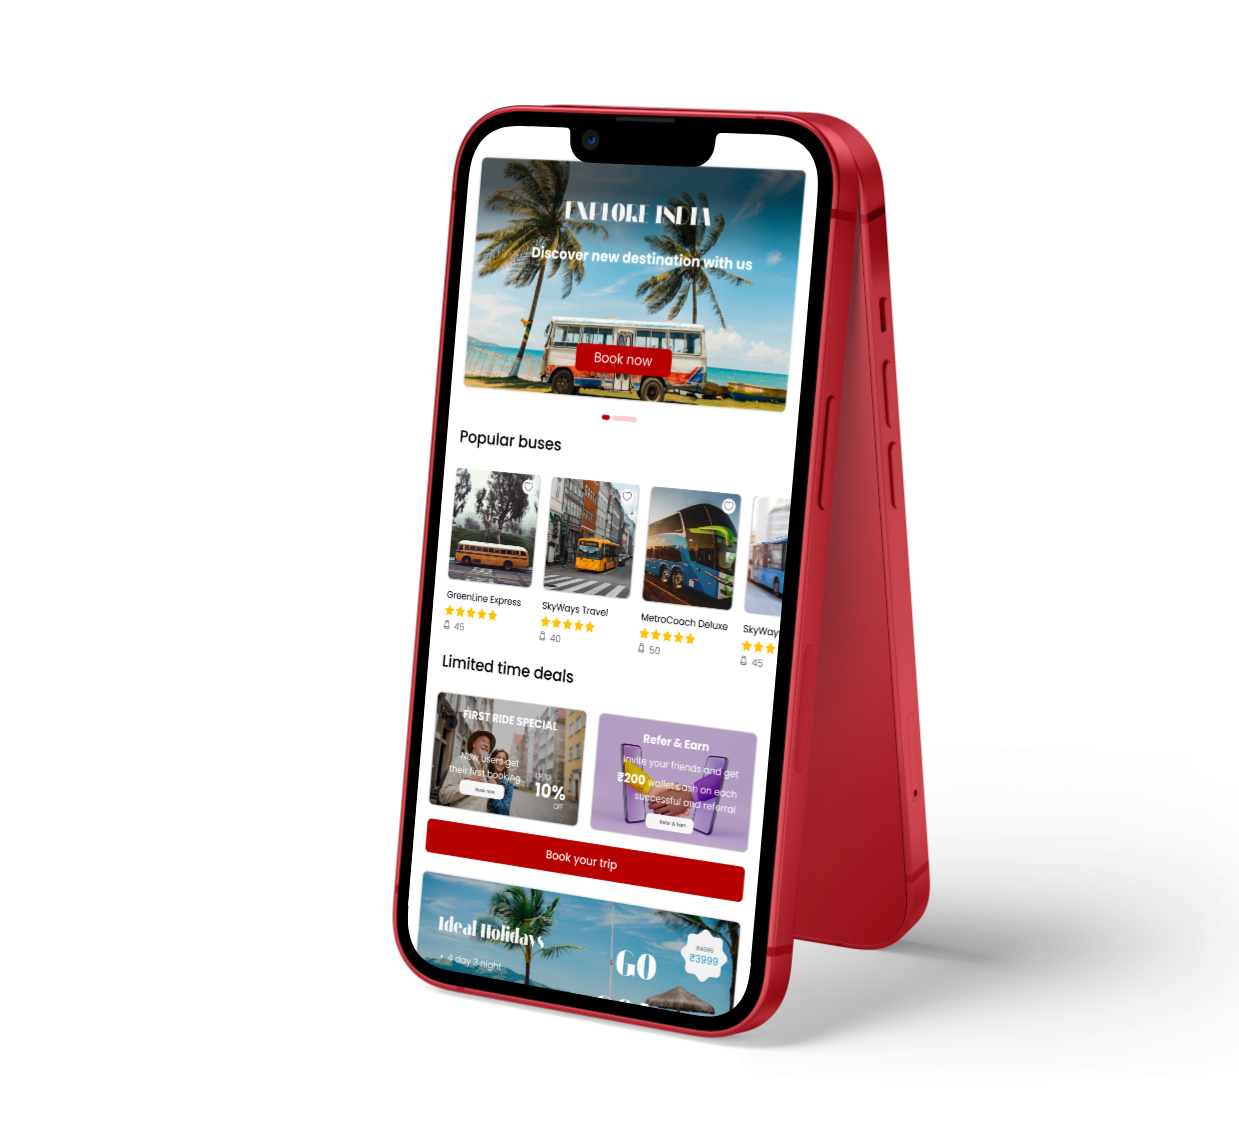 EXPLORE INDIA
Discover new destination with us
Book now
Popular buses
GreenLine Express
45
SkyWays Travel
40
MetroCoach Deluxe
50
SkyWay
45
Limited time deals
FIRST RIDE SPECIAL
New users get
their first booking
UP TO
10%
OFF
Book now
Refer & Earn
Invite your friends and get
₹200 wallet cash on each
successful and referral
Refer & Earn
Book your trip
Ideal Holidays
• 4 day 3 night
GO
₹4999
₹3999